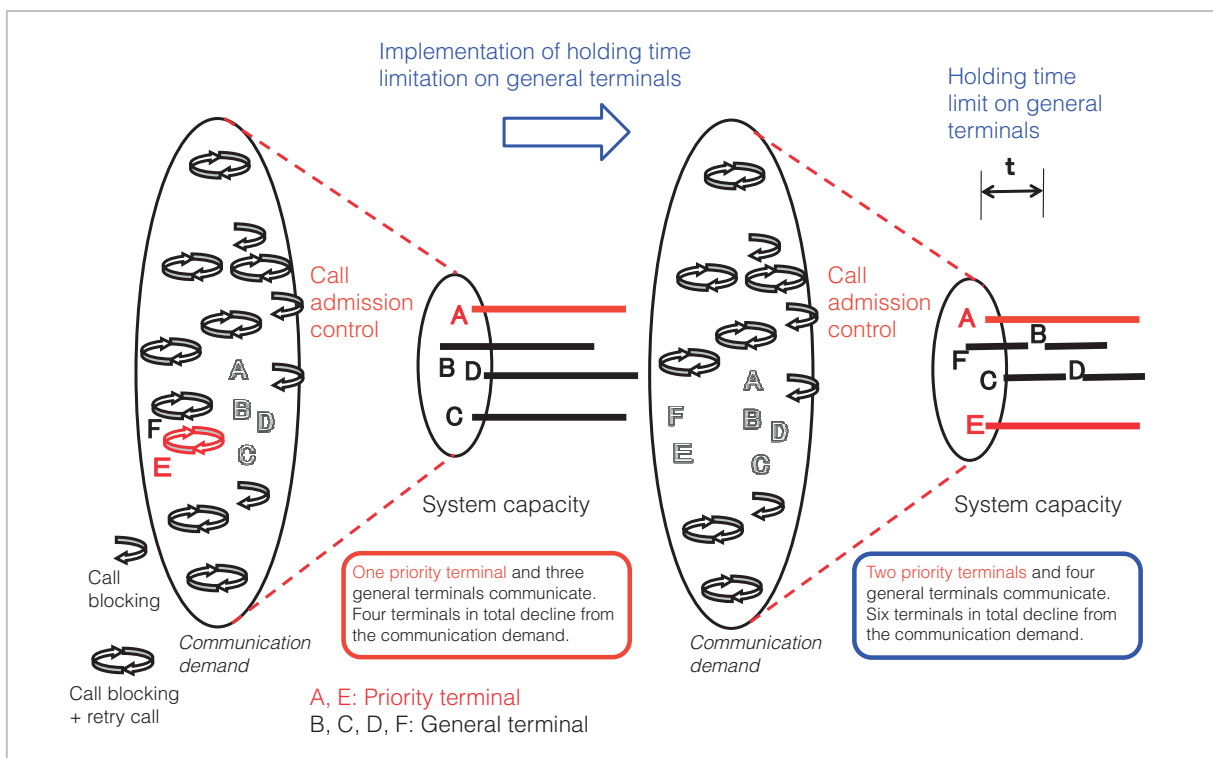 Implementation of holding time
limitation on general terminals
Holding time
limit on general
terminals
t
Call
admission
control
A
B
D
C
F
E
A
B D
C
System capacity
Call
blocking
Call blocking
+ retry call
Communication
demand
One priority terminal and three
general terminals communicate.
Four terminals in total decline from
the communication demand.
Call
admission
control
A
F
B
D
E
C
A
B
F
C
D
E
System capacity
Communication
demand
Two priority terminals and four
general terminals communicate.
Six terminals in total decline from
the communication demand.
A, E: Priority terminal
B, C, D, F: General terminal